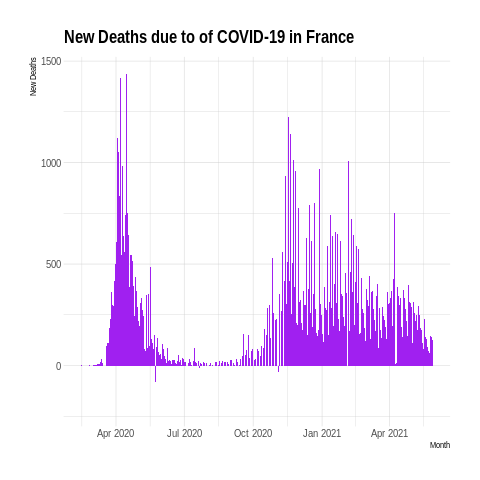 New Deaths due to of COVID-19 in France
New Deaths
1500
1000
500
0
Apr 2020 Jul 2020 Oct 2020 Jan 2021 Apr 2021
Month